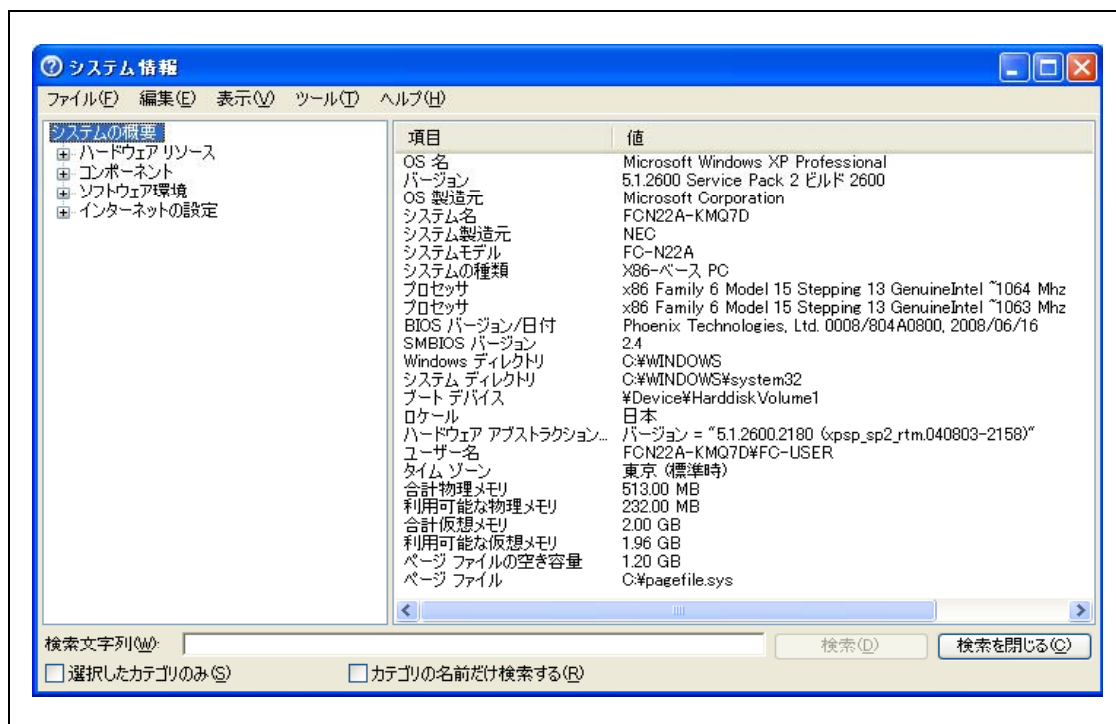 システム情報
ファイル(F) 編集(E) 表示(V) ツール(T) ヘルプ(H)
システムの概要
ハードウェア リソース
コンポーネント
ソフトウェア環境
インターネットの設定
項目 値
OS 名 Microsoft Windows XP Professional
バージョン 5.1.2600 Service Pack 2 ビルド 2600
OS 製造元 Microsoft Corporation
システム名 FCN22A-KMQ7D
システム製造元 NEC
システムモデル FC-N22A
システムの種類 X86-ベース PC
プロセッサ x86 Family 6 Model 15 Stepping 13 GenuineIntel ~1064 Mhz
プロセッサ x86 Family 6 Model 15 Stepping 13 GenuineIntel ~1063 Mhz
BIOS バージョン/日付 Phoenix Technologies, Ltd. 0008/804A0800, 2008/06/16
SMBIOS バージョン 2.4
Windows ディレクトリ C:¥WINDOWS
システム ディレクトリ C:¥WINDOWS¥system32
ブート デバイス ¥Device¥HarddiskVolume1
ロケール 日本
ハードウェア アブストラクション... バージョン = "5.1.2600.2180 (xpsp_sp2_rtm.040803-2158)"
ユーザー名 FCN22A-KMQ7D¥FC-USER
タイム ゾーン 東京 (標準時)
合計物理メモリ 513.00 MB
利用可能な物理メモリ 232.00 MB
合計仮想メモリ 2.00 GB
利用可能な仮想メモリ 1.96 GB
ページ ファイルの空き容量 1.20 GB
ページ ファイル C:¥pagefile.sys
検索文字列(W): 検索(D) 検索を閉じる(C)
選択したカテゴリのみ(S) カテゴリの名前だけ検索する(R)